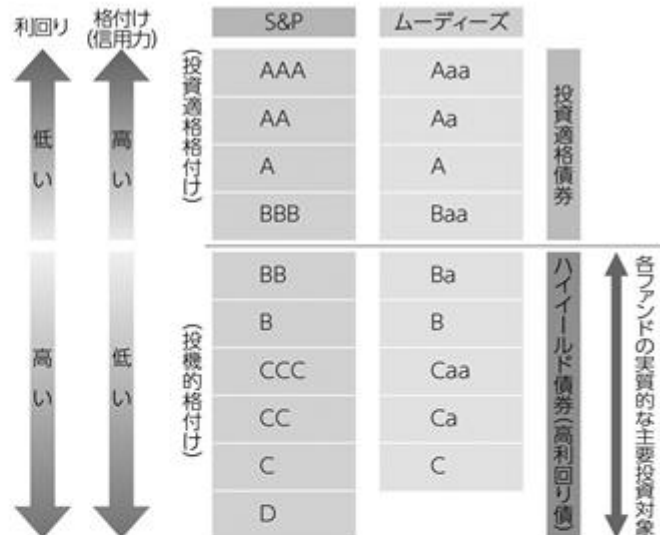 利回り
格付け
(信用力)
S&P
ムーディーズ
低い
高い
(投資適格格付け)
AAA
Aaa
AA
Aa
A
A
BBB
Baa
投資適格債券
高い
低い
(投機的格付け)
BB
Ba
B
B
CCC
Caa
CC
Ca
C
C
D
ハイイールド債券(高利回り債)
各ファンドの実質的な主要投資対象